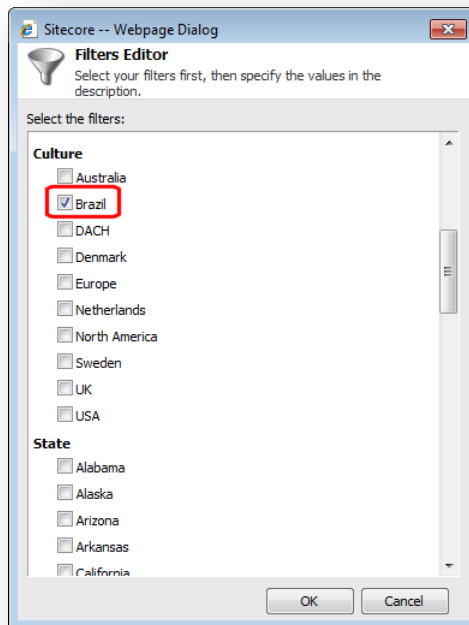 Sitecore -- Webpage Dialog
Filters Editor
Select your filters first, then specify the values in the
description.
Select the filters:
Culture
Australia
Brazil
DACH
Denmark
Europe
Netherlands
North America
Sweden
UK
USA
State
Alabama
Alaska
Arizona
Arkansas
California
OK
Cancel